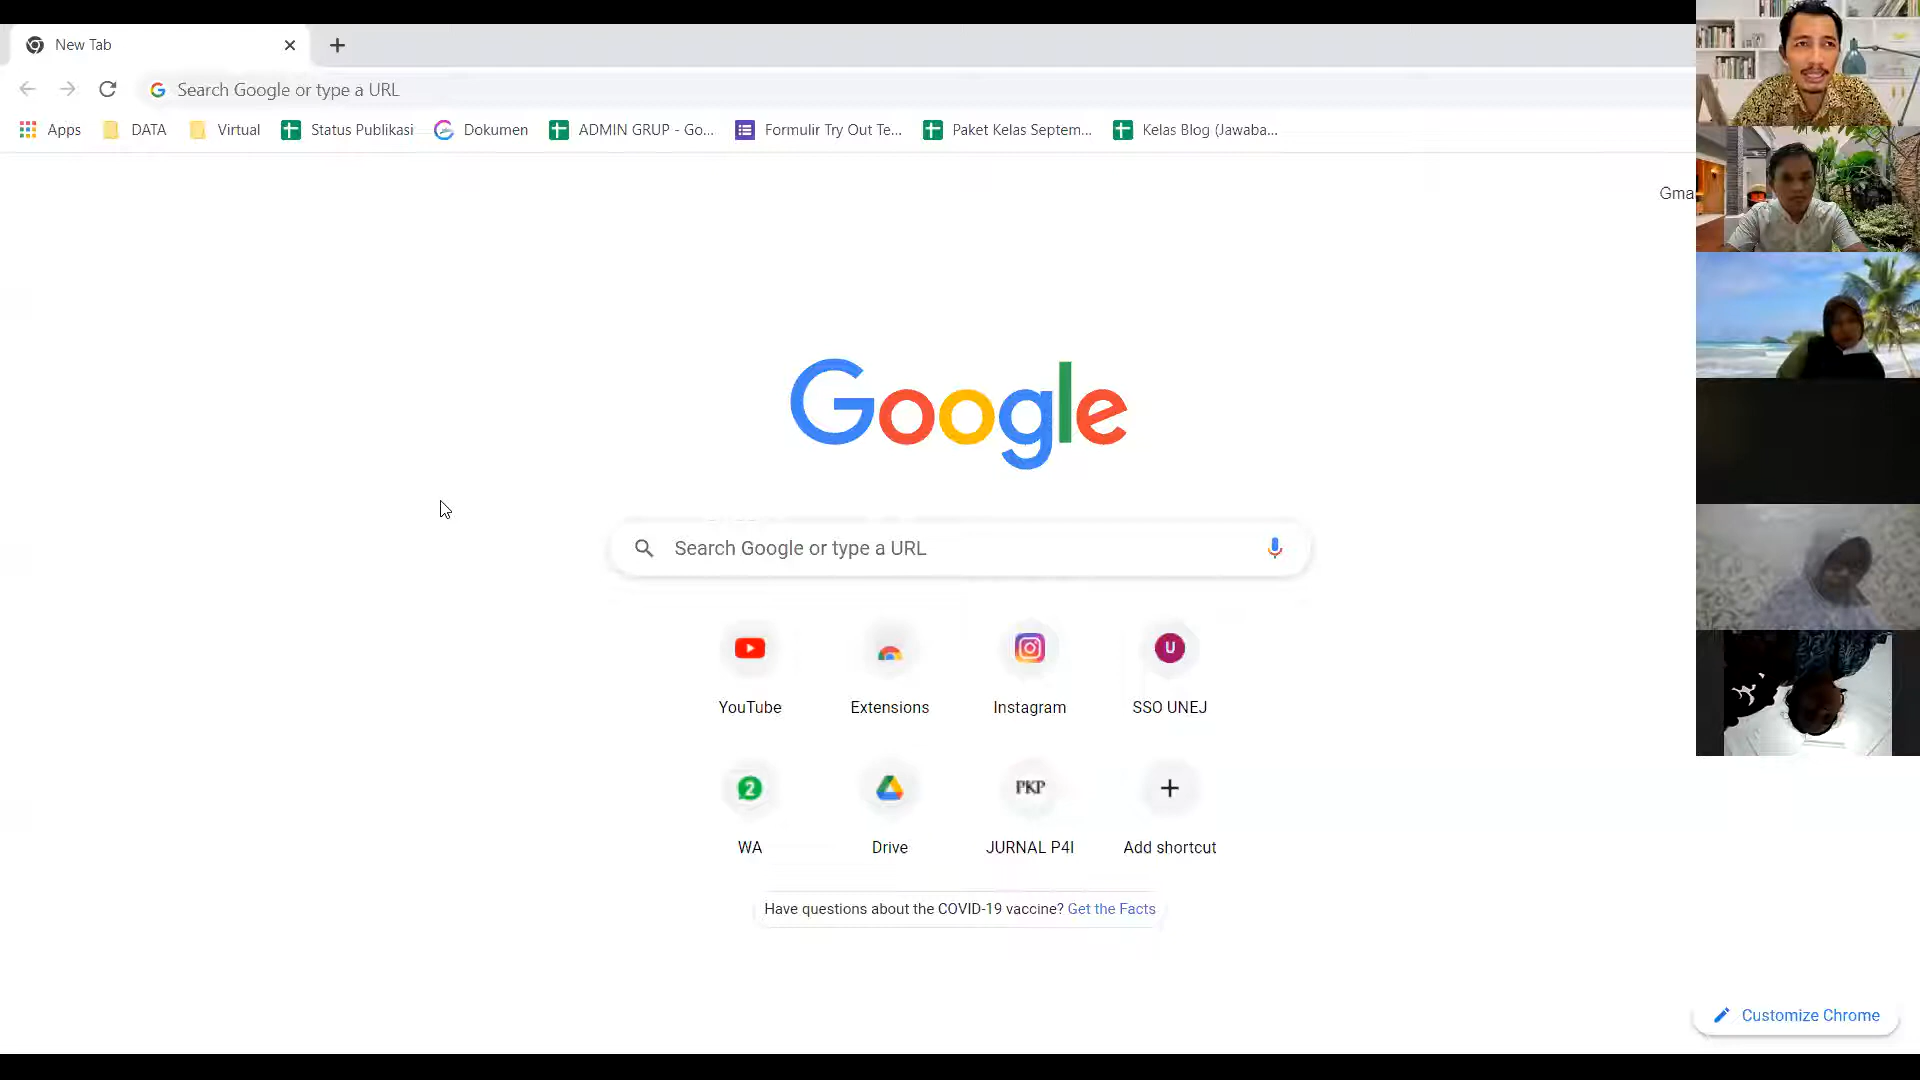 New Tab
Search Google or type a URL
Apps DATA Virtual Status Publikasi Dokumen ADMIN GRUP - Go... Formulir Try Out Te... Paket Kelas Septem... Kelas Blog (Jawaba...
Gma
Google
Search Google or type a URL
U
YouTube Extensions Instagram SSO UNEJ
2 PKP
WA Drive JURNAL P4I Add shortcut
Have questions about the COVID-19 vaccine? Get the Facts
Customize Chrome